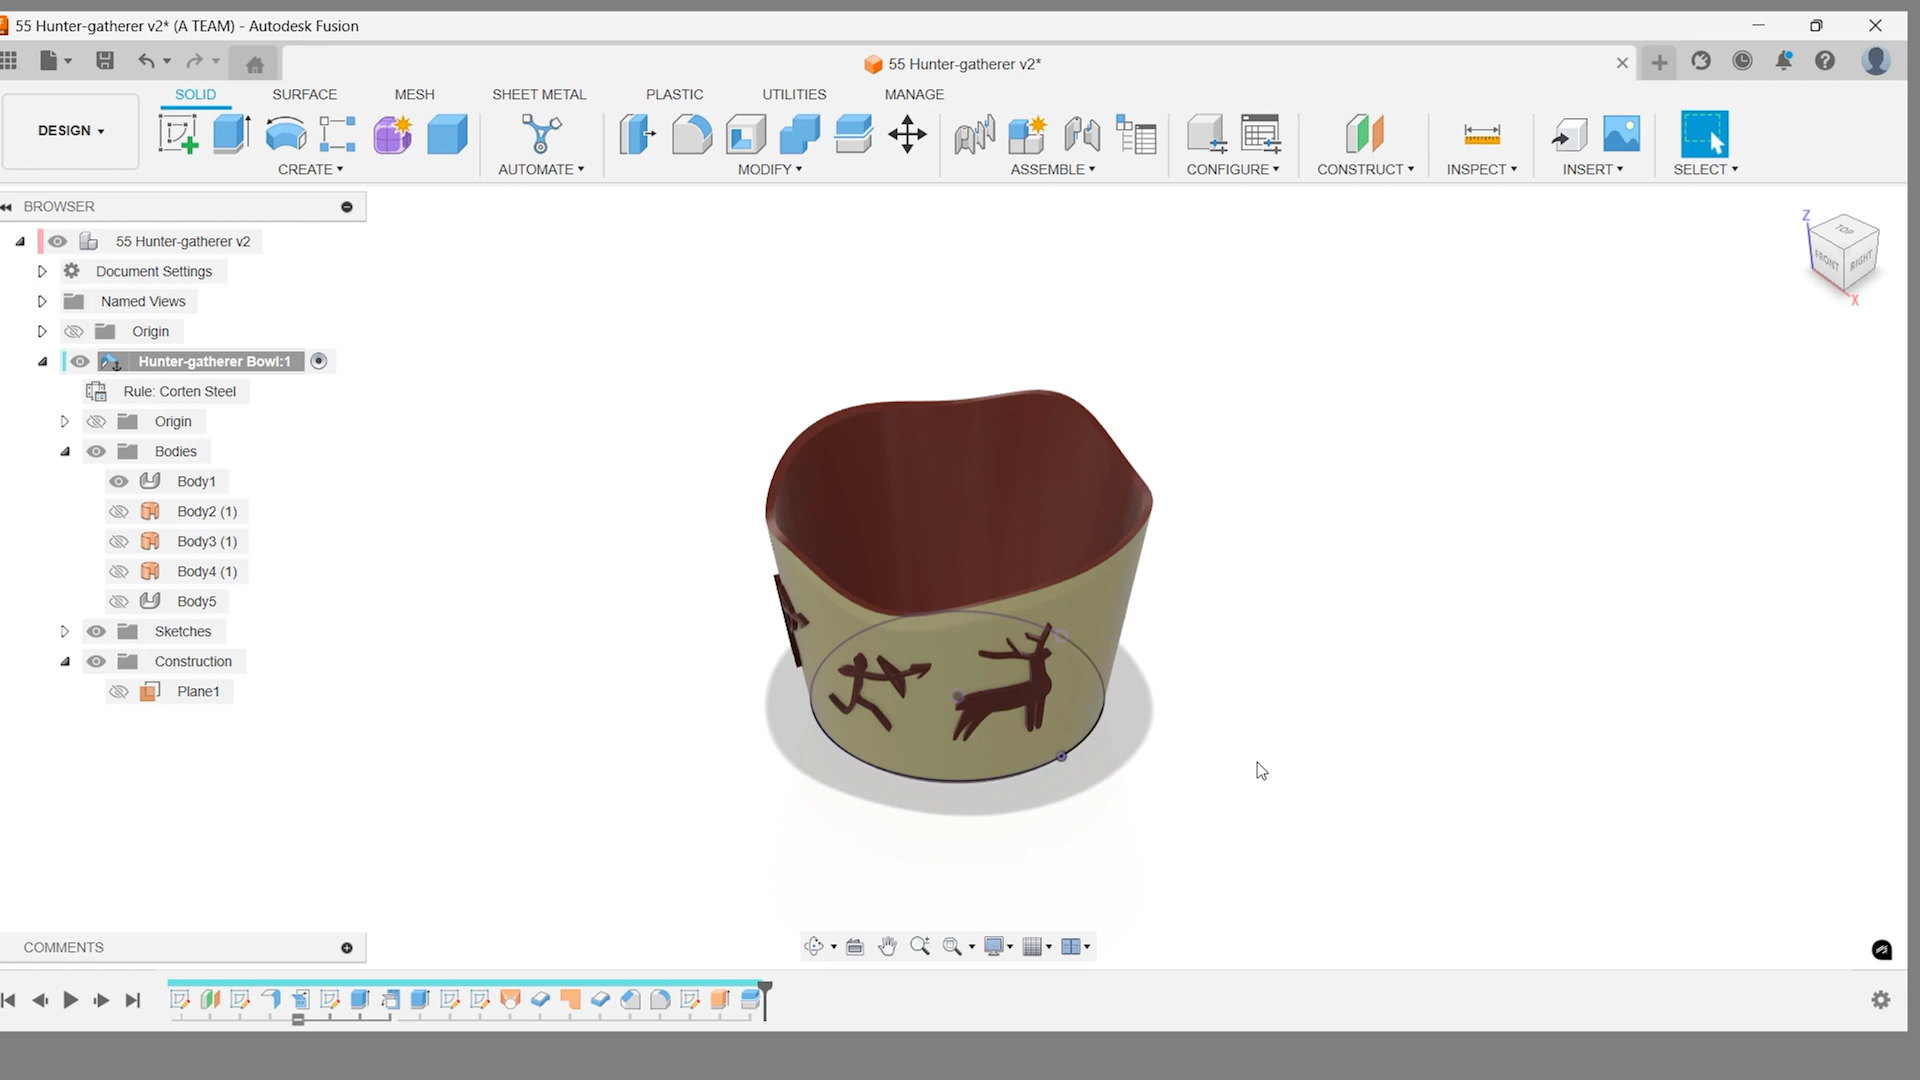 55 Hunter-gatherer v2* (A TEAM) - Autodesk Fusion
55 Hunter-gatherer v2*
SOLID SURFACE MESH SHEET METAL PLASTIC UTILITIES MANAGE
DESIGN
CREATE AUTOMATE MODIFY ASSEMBLE CONFIGURE CONSTRUCT INSPECT INSERT SELECT
BROWSER
55 Hunter-gatherer v2
Document Settings
Named Views
Origin
Hunter-gatherer Bowl:1
Rule: Corten Steel
Origin
Bodies
Body1
Body2 (1)
Body3 (1)
Body4 (1)
Body5
Sketches
Construction
Plane1
Z
TOP
FRONT
RIGHT
X
COMMENTS